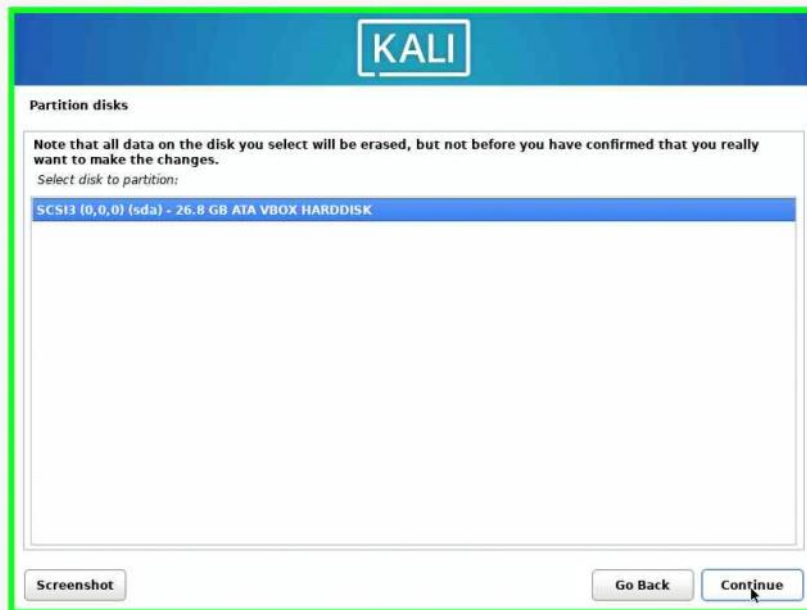 KALI
Partition disks
Note that all data on the disk you select will be erased, but not before you have confirmed that you really
want to make the changes.
Select disk to partition:
SCSI3 (0,0,0) (sda) - 26.8 GB ATA VBOX HARDDISK
Screenshot
Go Back
Continue